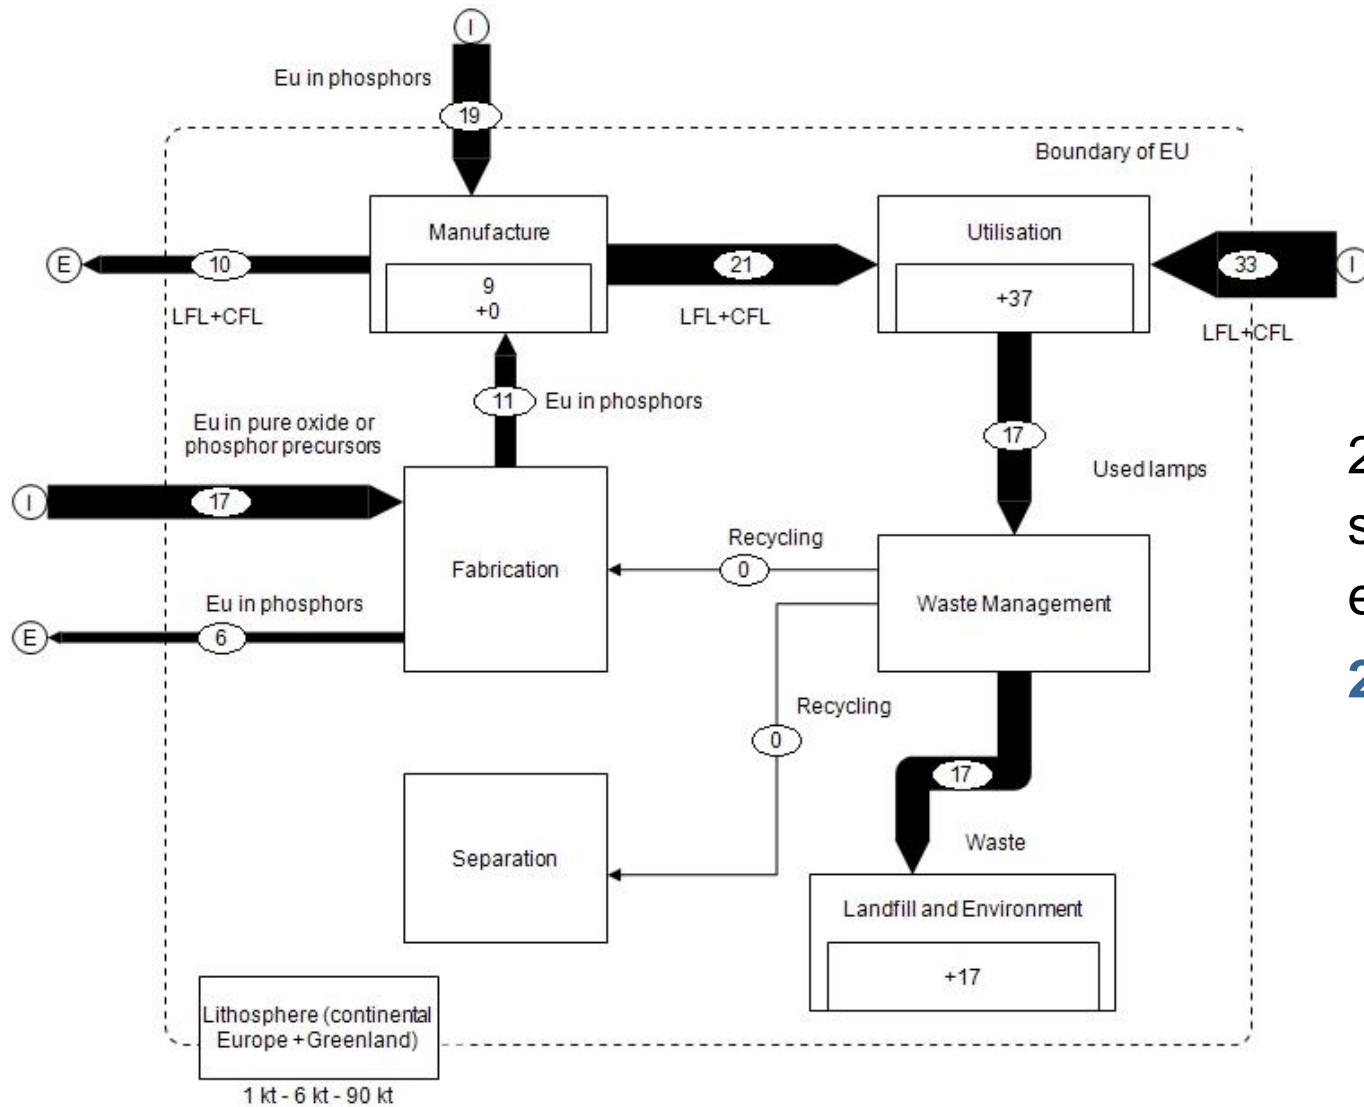 I
Eu in phosphors
19
Boundary of EU
Manufacture
9
+0
E
10
LFL+CFL
21
LFL+CFL
Utilisation
+37
33
I
LFL+CFL
11
Eu in phosphors
Eu in pure oxide or
phosphor precursors
I
17
17
Used lamps
Fabrication
Recycling
0
Waste Management
Eu in phosphors
E
6
Recycling
0
17
Waste
Separation
Landfill and Environment
+17
Lithosphere (continental
Europe +Greenland)
1 kt - 6 kt - 90 kt
2
s
e
2